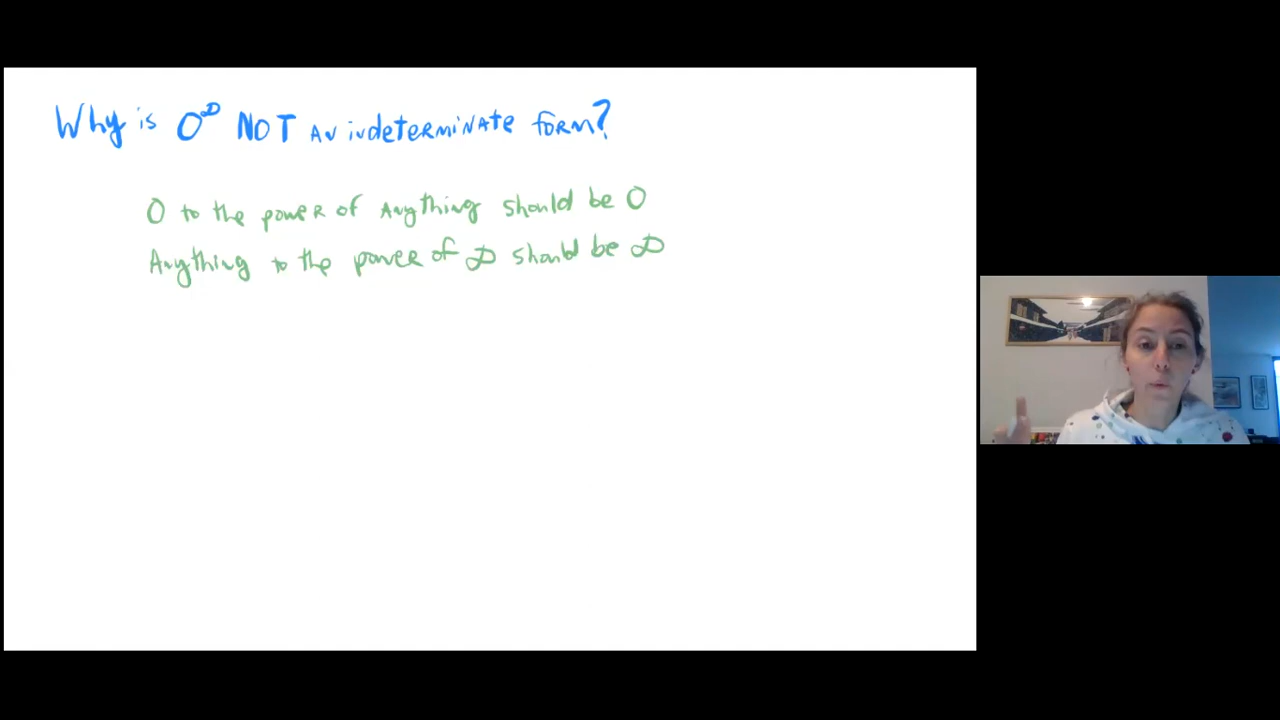 Why is 0^∞ NOT an indeterminate form?
0 to the power of anything should be 0
Anything to the power of ∞ should be ∞